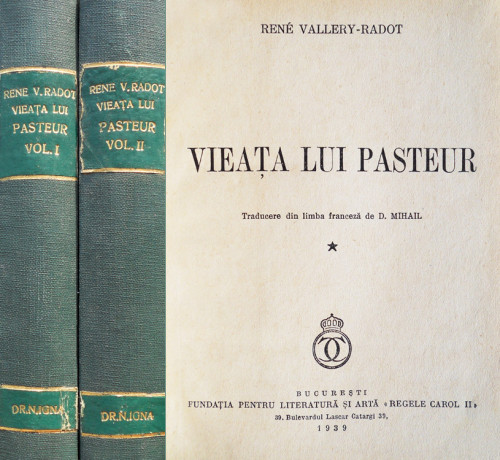 RENE V. RADOT
VIEAȚA LUI
PASTEUR
VOL. I
DR.N.IGNA
RENE V. RADOT
VIEAȚA LUI
PASTEUR
VOL. II
DR.N.IGNA
RENÉ VALLERY-RADOT
VIEAȚA LUI PASTEUR
Traducere din limba franceză de D. MIHAIL
BUCUREȘTI
FUNDAȚIA PENTRU LITERATURĂ ȘI ARTĂ «REGELE CAROL II»
39, Bulevardul Lascar Catargi 39,
1939